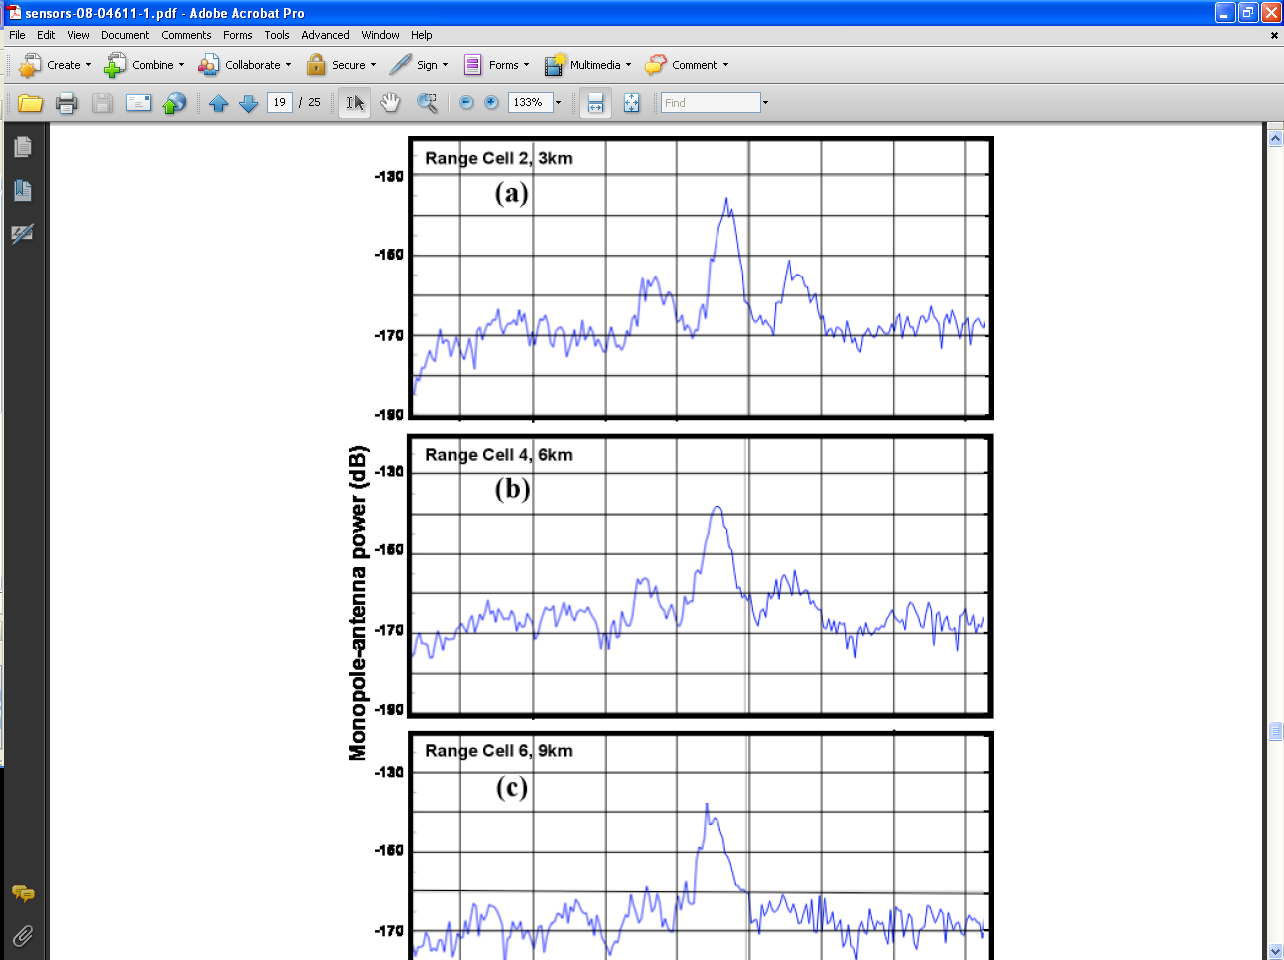 sensors-08-04611-1.pdf - Adobe Acrobat Pro
File Edit View Document Comments Forms Tools Advanced Window Help
Create Combine Collaborate Secure Sign Forms Multimedia Comment
19 / 25 133% Find
Range Cell 2, 3km
(a)
-130
-150
-170
-190
Range Cell 4, 6km
(b)
-130
-150
-170
-190
Monopole-antenna power (dB)
Range Cell 6, 9km
(c)
-130
-150
-170